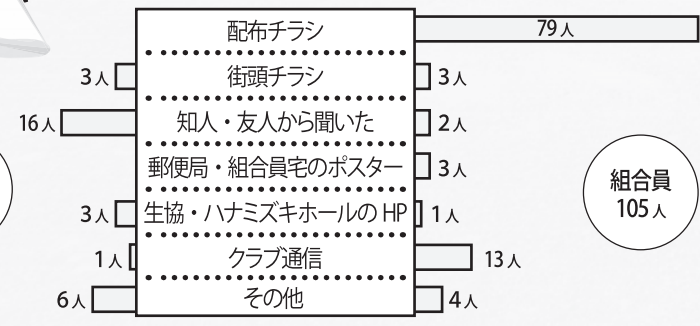 配布チラシ 79人
3人 街頭チラシ 3人
16人 知人・友人から聞いた 2人
郵便局・組合員宅のポスター 3人
3人 生協・ハナミズキホールの HP 1人
1人 クラブ通信 13人
6人 その他 4人
組合員
105人